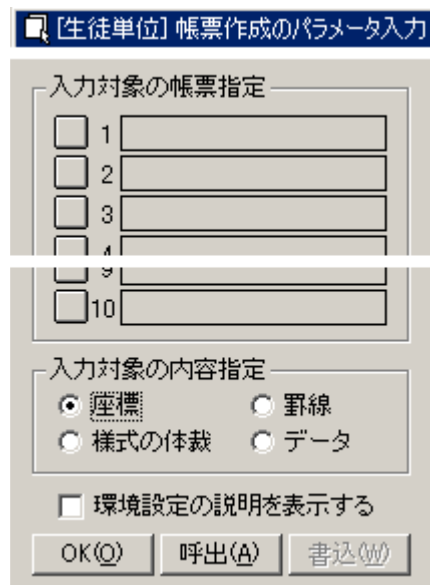 [生徒単位] 帳票作成のパラメータ入力
入力対象の帳票指定
1
2
3
4
9
10
入力対象の内容指定
座標 罫線
様式の体裁 データ
環境設定の説明を表示する
OK(O) 呼出(A) 書込(W)